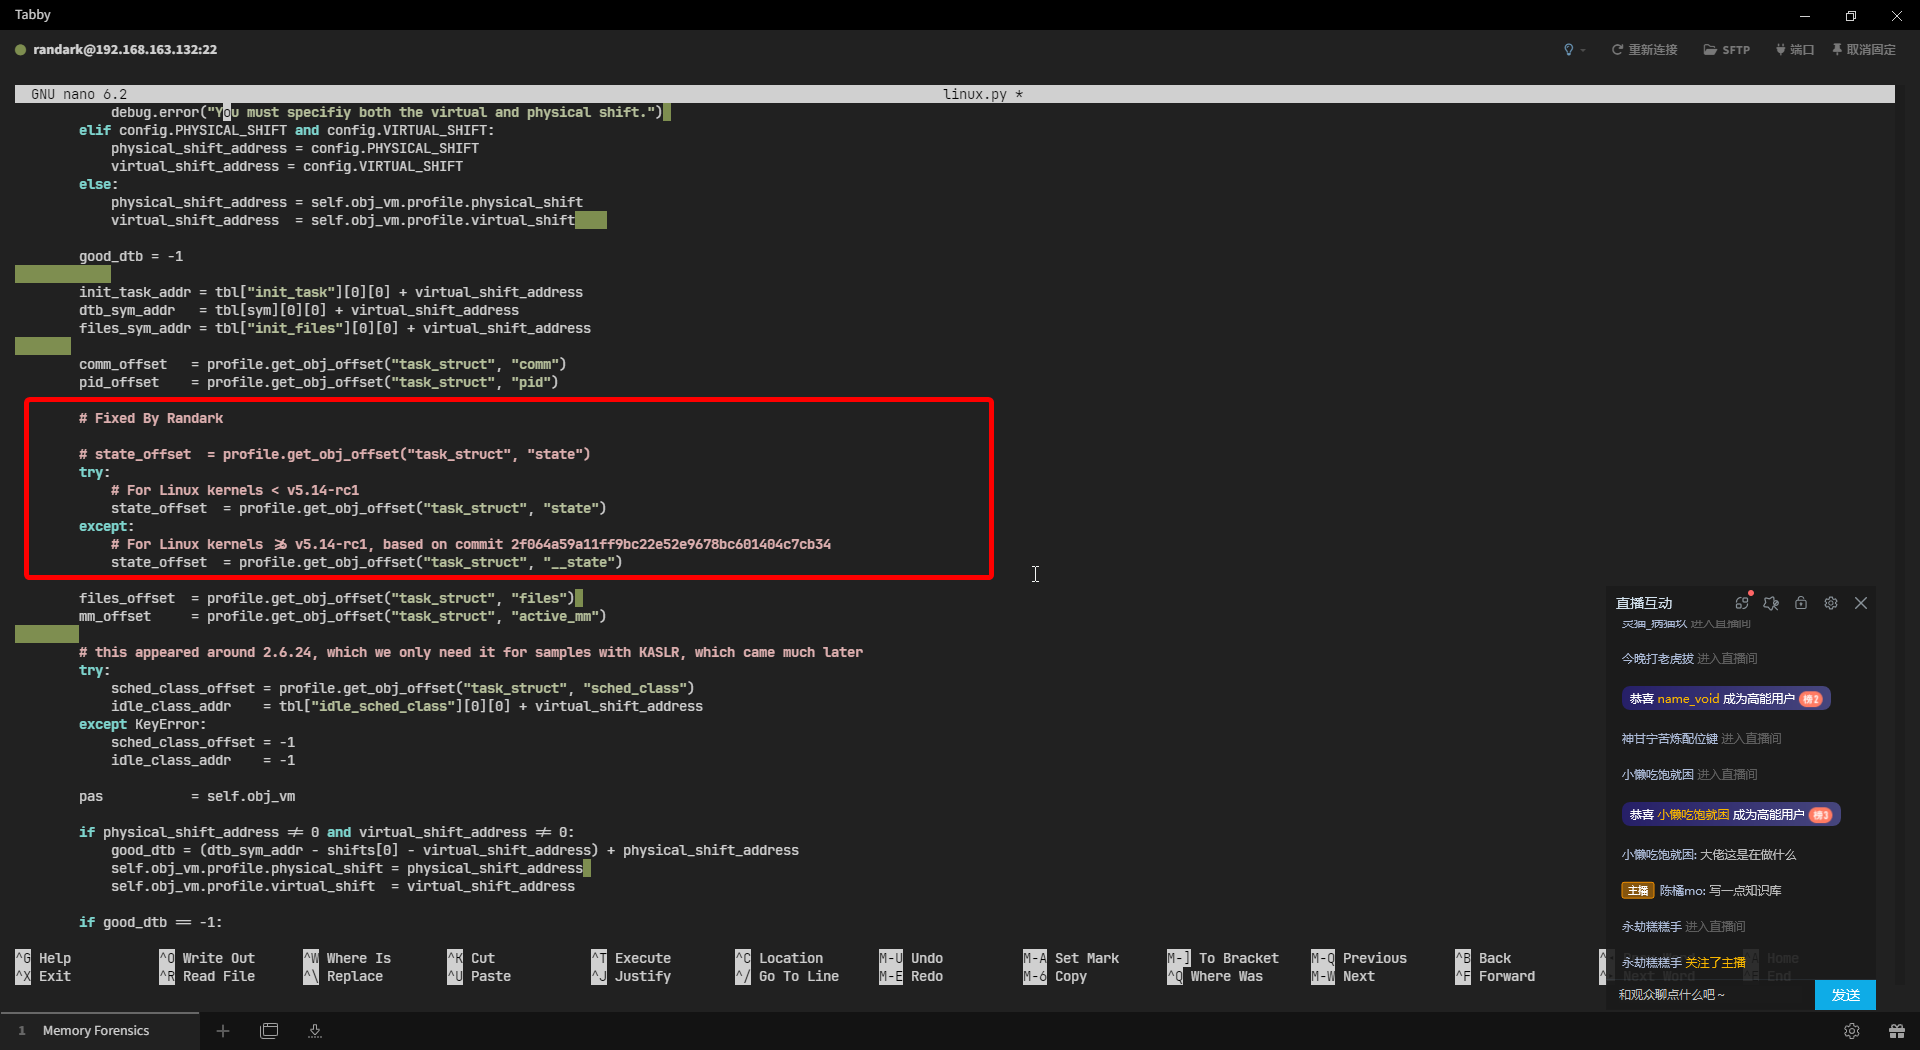 Tabby
randark@192.168.163.132:22
重新连接 SFTP 端口 取消固定
GNU nano 6.2 linux.py *
debug.error("You must specifiy both the virtual and physical shift.")
elif config.PHYSICAL_SHIFT and config.VIRTUAL_SHIFT:
physical_shift_address = config.PHYSICAL_SHIFT
virtual_shift_address = config.VIRTUAL_SHIFT
else:
physical_shift_address = self.obj_vm.profile.physical_shift
virtual_shift_address  = self.obj_vm.profile.virtual_shift
good_dtb = -1
init_task_addr = tbl["init_task"][0][0] + virtual_shift_address
dtb_sym_addr   = tbl[sym][0][0] + virtual_shift_address
files_sym_addr = tbl["init_files"][0][0] + virtual_shift_address
comm_offset   = profile.get_obj_offset("task_struct", "comm")
pid_offset    = profile.get_obj_offset("task_struct", "pid")
# Fixed By Randark
# state_offset  = profile.get_obj_offset("task_struct", "state")
try:
# For Linux kernels < v5.14-rc1
state_offset  = profile.get_obj_offset("task_struct", "state")
except:
# For Linux kernels v5.14-rc1, based on commit 2f064a59a11ff9bc22e52e9678bc601404c7cb34
state_offset  = profile.get_obj_offset("task_struct", "__state")
files_offset  = profile.get_obj_offset("task_struct", "files")
mm_offset     = profile.get_obj_offset("task_struct", "active_mm")
# this appeared around 2.6.24, which we only need it for samples with KASLR, which came much later
try:
sched_class_offset = profile.get_obj_offset("task_struct", "sched_class")
idle_class_addr    = tbl["idle_sched_class"][0][0] + virtual_shift_address
except KeyError:
sched_class_offset = -1
idle_class_addr    = -1
pas           = self.obj_vm
if physical_shift_address != 0 and virtual_shift_address != 0:
good_dtb = (dtb_sym_addr - shifts[0] - virtual_shift_address) + physical_shift_address
self.obj_vm.profile.physical_shift = physical_shift_address
self.obj_vm.profile.virtual_shift  = virtual_shift_address
if good_dtb == -1:
^G Help ^O Write Out ^W Where Is ^K Cut ^T Execute ^C Location M-U Undo M-A Set Mark M-] To Bracket M-Q Previous ^B Back Home
^X Exit ^R Read File ^\ Replace ^U Paste ^J Justify ^/ Go To Line M-E Redo M-6 Copy ^Q Where Was M-W Next ^F Forward Next Word End
直播互动
进入直播间
今晚打老虎拔 进入直播间
恭喜 name_void 成为高能用户 榜2
神甘宁苦炼配位键 进入直播间
小懒吃饱就困 进入直播间
恭喜 小懒吃饱就困 成为高能用户 榜3
小懒吃饱就困: 大佬这是在做什么
主播 陈橘mo: 写一点知识库
永劫糕糕手 进入直播间
永劫糕糕手 关注了主播
和观众聊点什么吧~ 发送
1 Memory Forensics